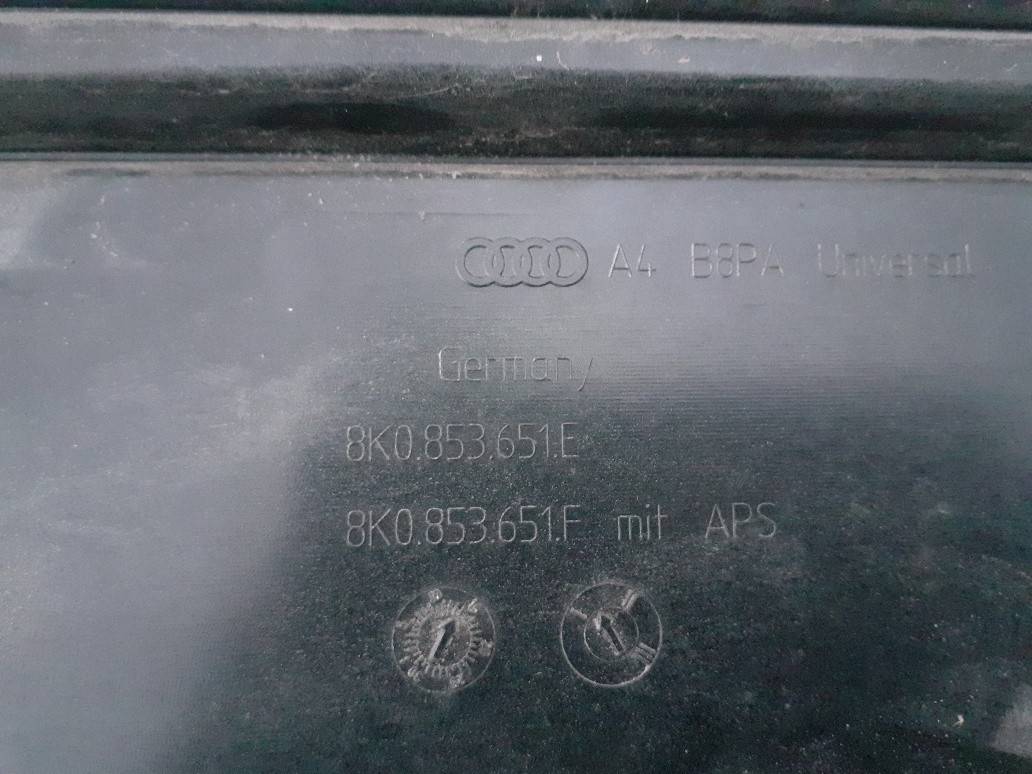 A4 B8PA Universal
Germany
8K0.853.651.E
8K0.853.651.F mit APS